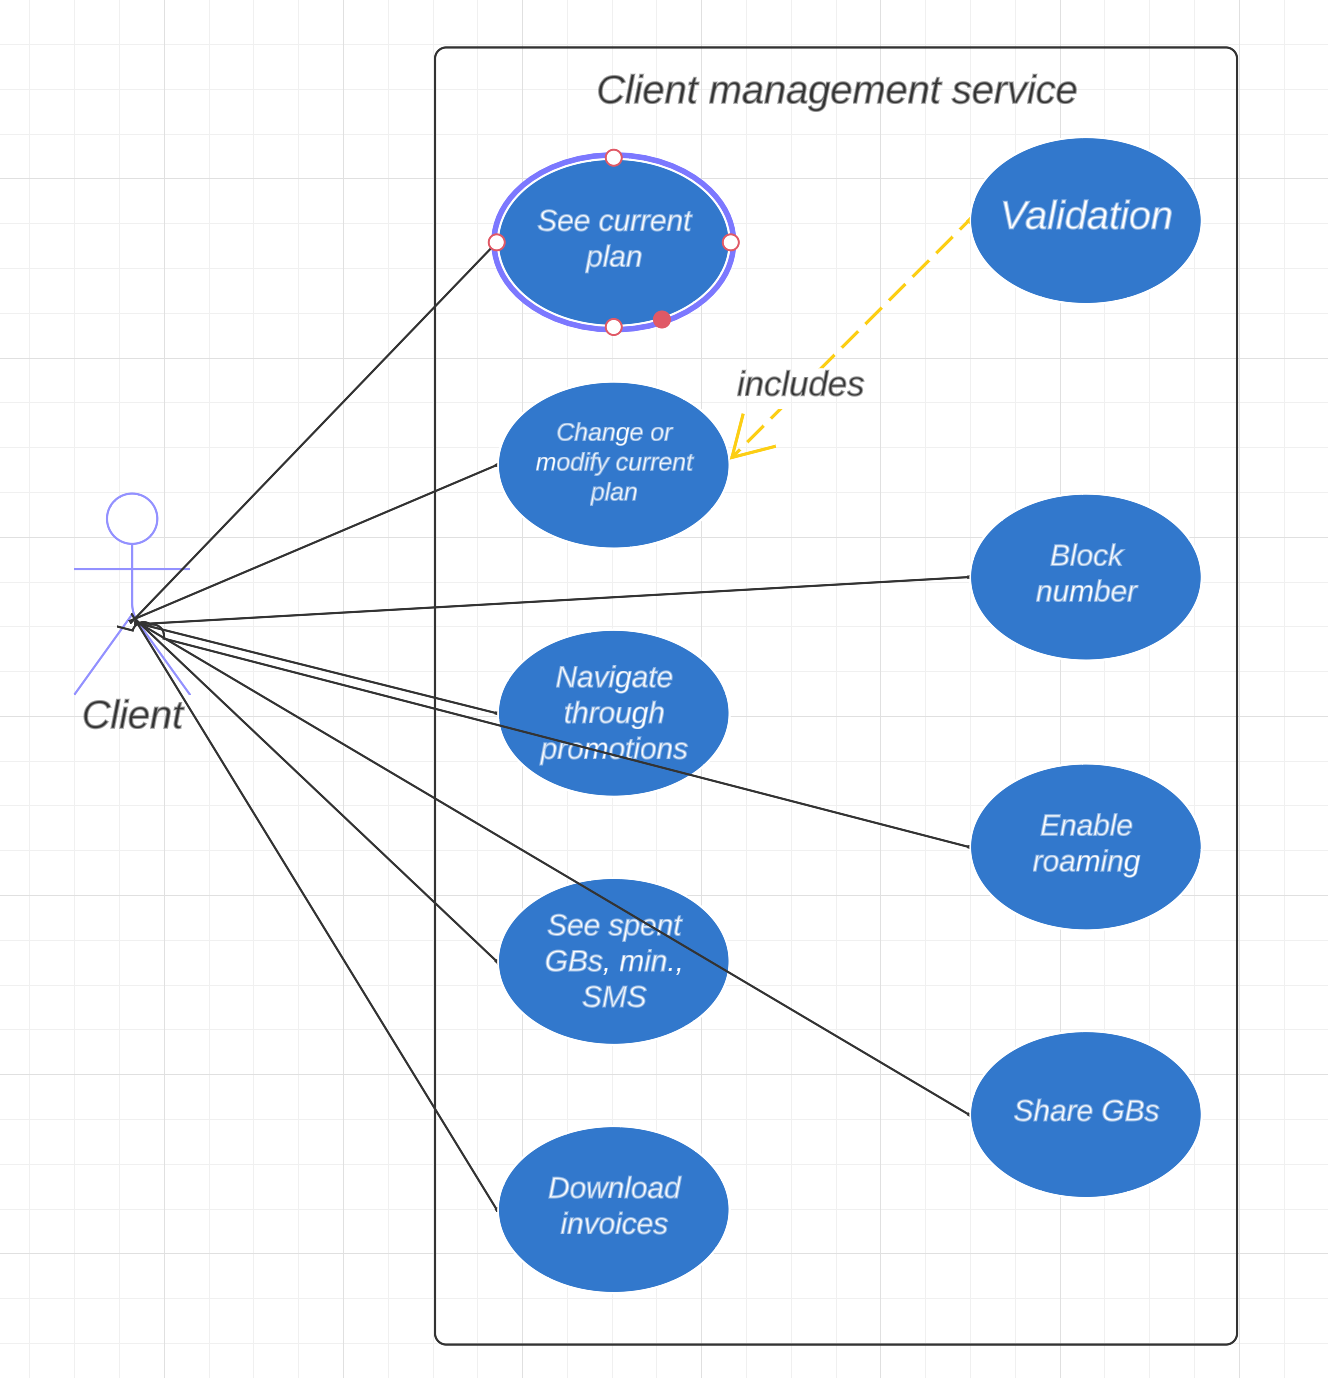 Client management service
See current
plan
Validation
includes
Change or
modify current
plan
Block
number
Client
Navigate
through
promotions
Enable
roaming
See spent
GBs, min.,
SMS
Share GBs
Download
invoices